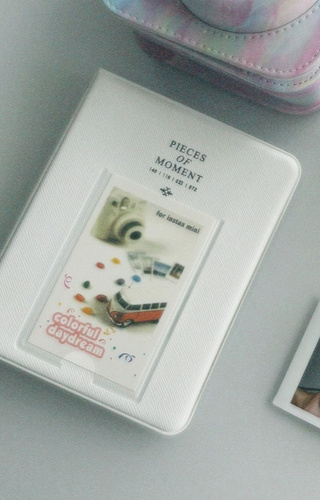 PIECES
OF
MOMENT
for instax mini
colorful
daydream